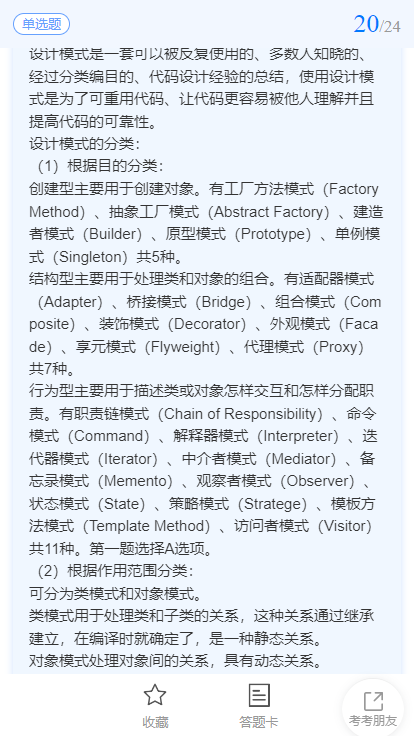 单选题
20/24
设计模式是一套可以被反复使用的、多数人知晓的、
经过分类编目的、代码设计经验的总结，使用设计模
式是为了可重用代码、让代码更容易被他人理解并且
提高代码的可靠性。
设计模式的分类：
（1）根据目的分类：
创建型主要用于创建对象。有工厂方法模式（Factory
Method）、抽象工厂模式（Abstract Factory）、建造
者模式（Builder）、原型模式（Prototype）、单例模
式（Singleton）共5种。
结构型主要用于处理类和对象的组合。有适配器模式
（Adapter）、桥接模式（Bridge）、组合模式（Com
posite）、装饰模式（Decorator）、外观模式（Faca
de）、享元模式（Flyweight）、代理模式（Proxy）
共7种。
行为型主要用于描述类或对象怎样交互和怎样分配职
责。有职责链模式（Chain of Responsibility）、命令
模式（Command）、解释器模式（Interpreter）、迭
代器模式（Iterator）、中介者模式（Mediator）、备
忘录模式（Memento）、观察者模式（Observer）、
状态模式（State）、策略模式（Stratege）、模板方
法模式（Template Method）、访问者模式（Visitor）
共11种。第一题选择A选项。
（2）根据作用范围分类：
可分为类模式和对象模式。
类模式用于处理类和子类的关系，这种关系通过继承
建立，在编译时就确定了，是一种静态关系。
对象模式处理对象间的关系，具有动态关系。
收藏
答题卡
考考朋友